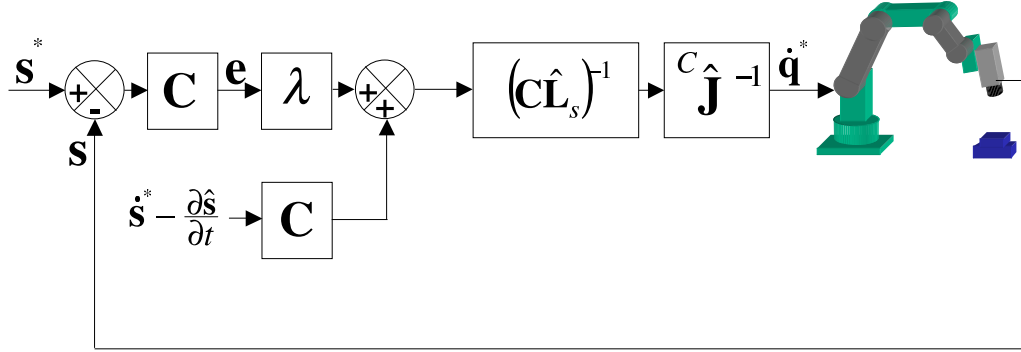 s*
+
-
s
C
e
λ
+
+
(CL̂ₛ)⁻¹
ᶜĴ⁻¹
q̇*
ṡ* − ∂ŝ/∂t
C